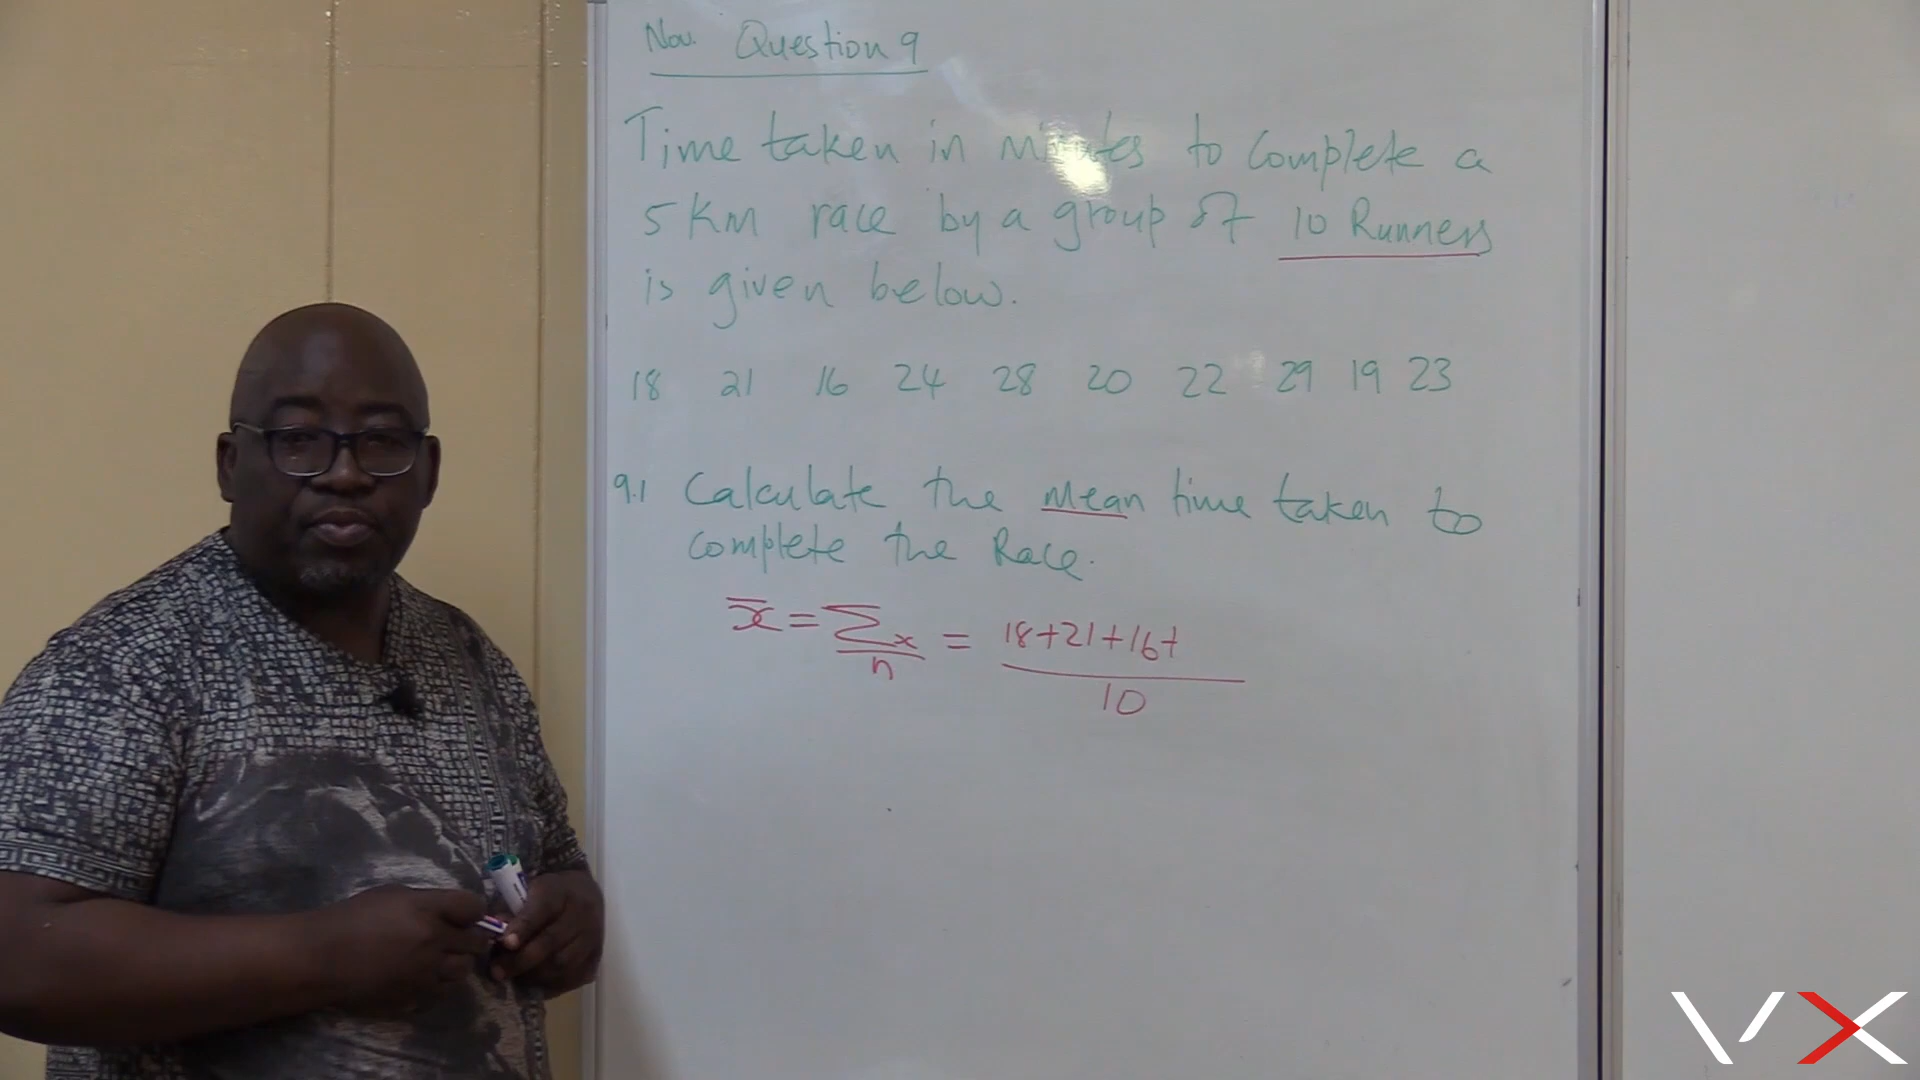 Nov. Question 9
Time taken in minutes to complete a
5 Km race by a group of 10 Runners
is given below.
18 21 16 24 28 20 22 29 19 23
9.1 Calculate the mean time taken to
complete the Race.
x̄ = Σx/n = 18+21+16+/10
VX